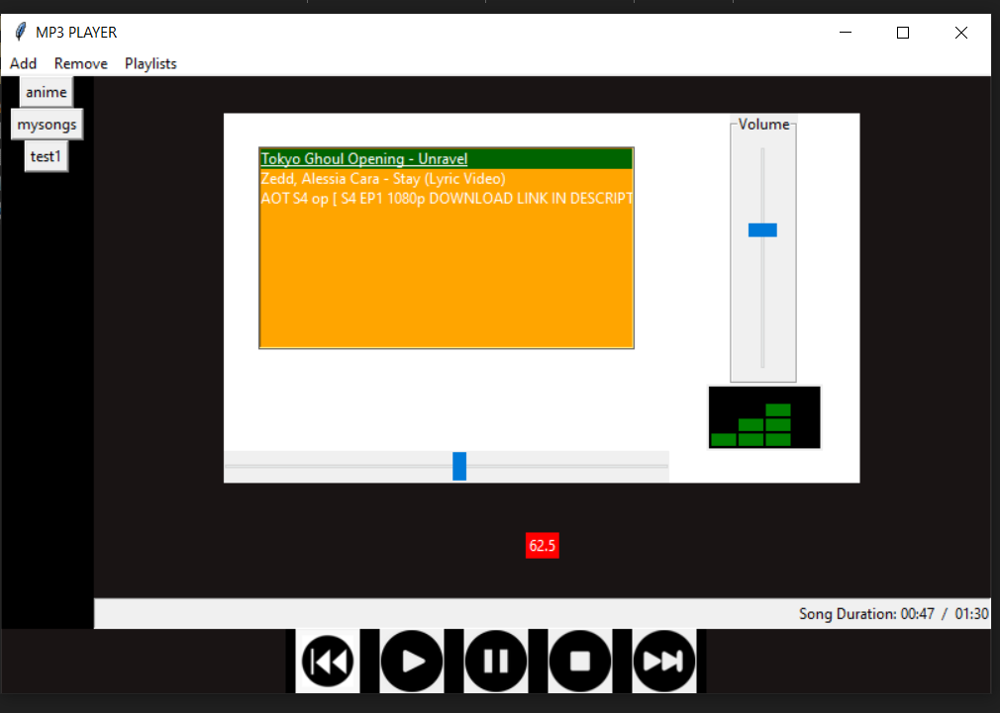 MP3 PLAYER
Add Remove Playlists
anime
mysongs
test1
Volume
Tokyo Ghoul Opening - Unravel
Zedd, Alessia Cara - Stay (Lyric Video)
AOT S4 op [ S4 EP1 1080p DOWNLOAD LINK IN DESCRIPT
62.5
Song Duration: 00:47 / 01:30